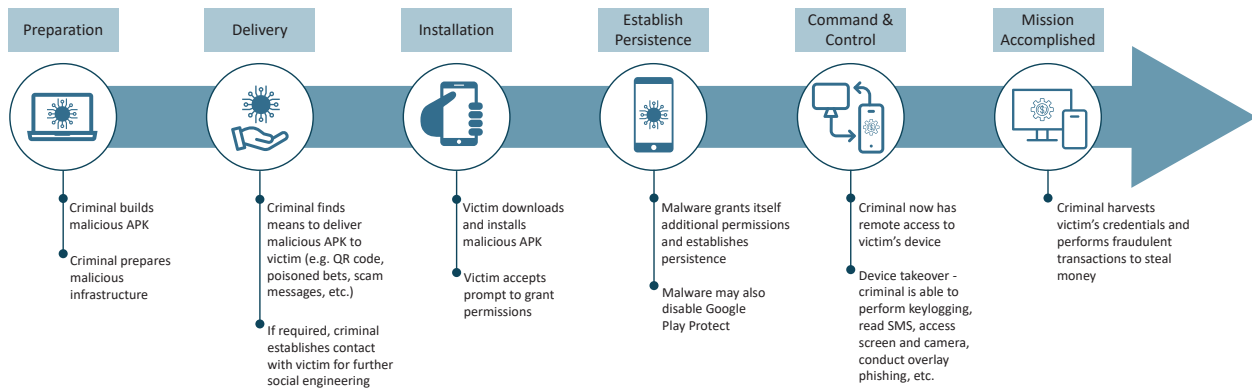 Preparation
Criminal builds
malicious APK
Criminal prepares
malicious
infrastructure
Delivery
Criminal finds
means to deliver
malicious APK to
victim (e.g. QR code,
poisoned bets, scam
messages, etc.)
If required, criminal
establishes contact
with victim for further
social engineering
Installation
Victim downloads
and installs
malicious APK
Victim accepts
prompt to grant
permissions
Establish
Persistence
Malware grants itself
additional permissions
and establishes
persistence
Malware may also
disable Google
Play Protect
Command &
Control
Criminal now has
remote access to
victim's device
Device takeover -
criminal is able to
perform keylogging,
read SMS, access
screen and camera,
conduct overlay
phishing, etc.
Mission
Accomplished
Criminal harvests
victim's credentials and
performs fraudulent
transactions to steal
money